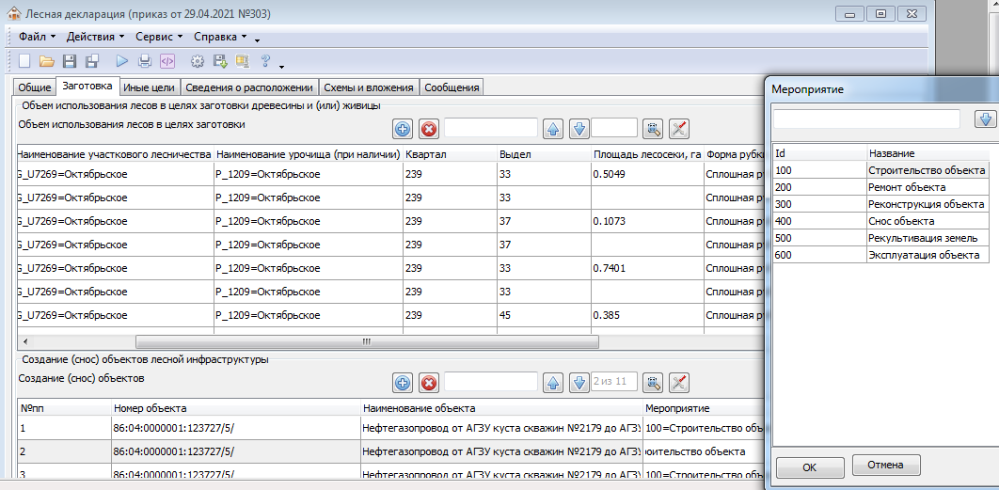 Лесная декларация (приказ от 29.04.2021 №303)
Файл Действия Сервис Справка
Общие Заготовка Иные цели Сведения о расположении Схемы и вложения Сообщения
Объем использования лесов в целях заготовки древесины и (или) живицы
Объем использования лесов в целях заготовки
Наименование участкового лесничества Наименование урочища (при наличии) Квартал Выдел Площадь лесосеки, га Форма рубки
G_U7269=Октябрьское P_1209=Октябрьское 239 33 0.5049 Сплошная р
G_U7269=Октябрьское P_1209=Октябрьское 239 33 Сплошная р
G_U7269=Октябрьское P_1209=Октябрьское 239 37 0.1073 Сплошная р
G_U7269=Октябрьское P_1209=Октябрьское 239 37 Сплошная р
G_U7269=Октябрьское P_1209=Октябрьское 239 33 0.7401 Сплошная р
G_U7269=Октябрьское P_1209=Октябрьское 239 33 Сплошная р
G_U7269=Октябрьское P_1209=Октябрьское 239 45 0.385 Сплошная р
Создание (снос) объектов лесной инфраструктуры
Создание (снос) объектов
2 из 11
№пп Номер объекта Наименование объекта Мероприятие
1 86:04:0000001:123727/5/ Нефтегазопровод от АГЗУ куста скважин №2179 до АГЗУ 100=Строительство объ
2 86:04:0000001:123727/5/ Нефтегазопровод от АГЗУ куста скважин №2179 до АГЗУ оительство объекта
3 86:04:0000001:123727/5/ Нефтегазопровод от АГЗУ куста скважин №2179 до АГЗУ 100=Строительство объ
Мероприятие
Id Название
100 Строительство объекта
200 Ремонт объекта
300 Реконструкция объекта
400 Снос объекта
500 Рекультивация земель
600 Эксплуатация объекта
OK Отмена